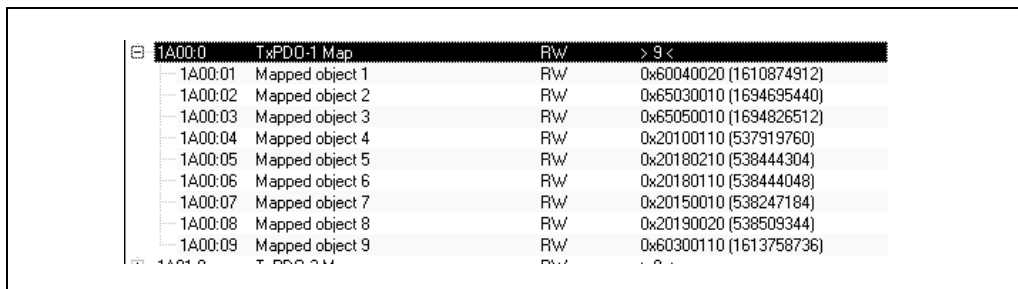 1A00:0 TxPDO-1 Map RW > 9 <
1A00:01 Mapped object 1 RW 0x60040020 (1610874912)
1A00:02 Mapped object 2 RW 0x65030010 (1694695440)
1A00:03 Mapped object 3 RW 0x65050010 (1694826512)
1A00:04 Mapped object 4 RW 0x20100110 (537919760)
1A00:05 Mapped object 5 RW 0x20180210 (538444304)
1A00:06 Mapped object 6 RW 0x20180110 (538444048)
1A00:07 Mapped object 7 RW 0x20150010 (538247184)
1A00:08 Mapped object 8 RW 0x20190020 (538509344)
1A00:09 Mapped object 9 RW 0x60300110 (1613758736)